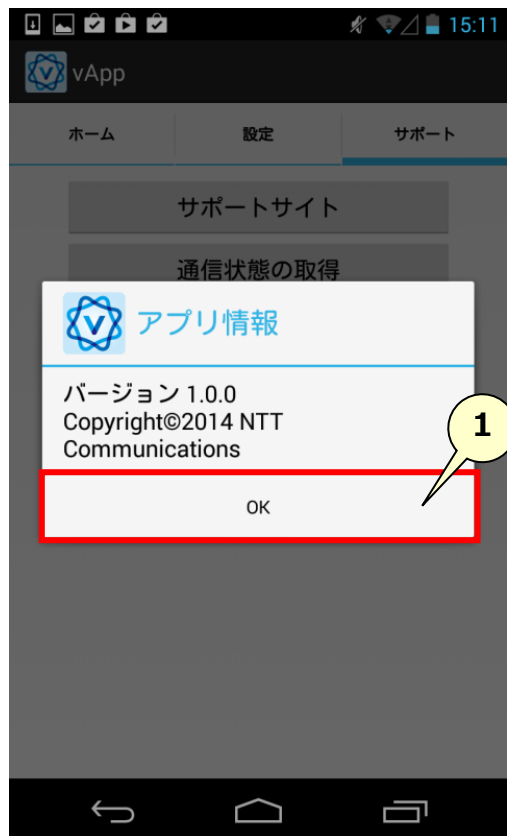 15:11
vApp
ホーム 設定 サポート
サポートサイト
通信状態の取得
アプリ情報
バージョン 1.0.0
Copyright©2014 NTT
Communications
1
OK